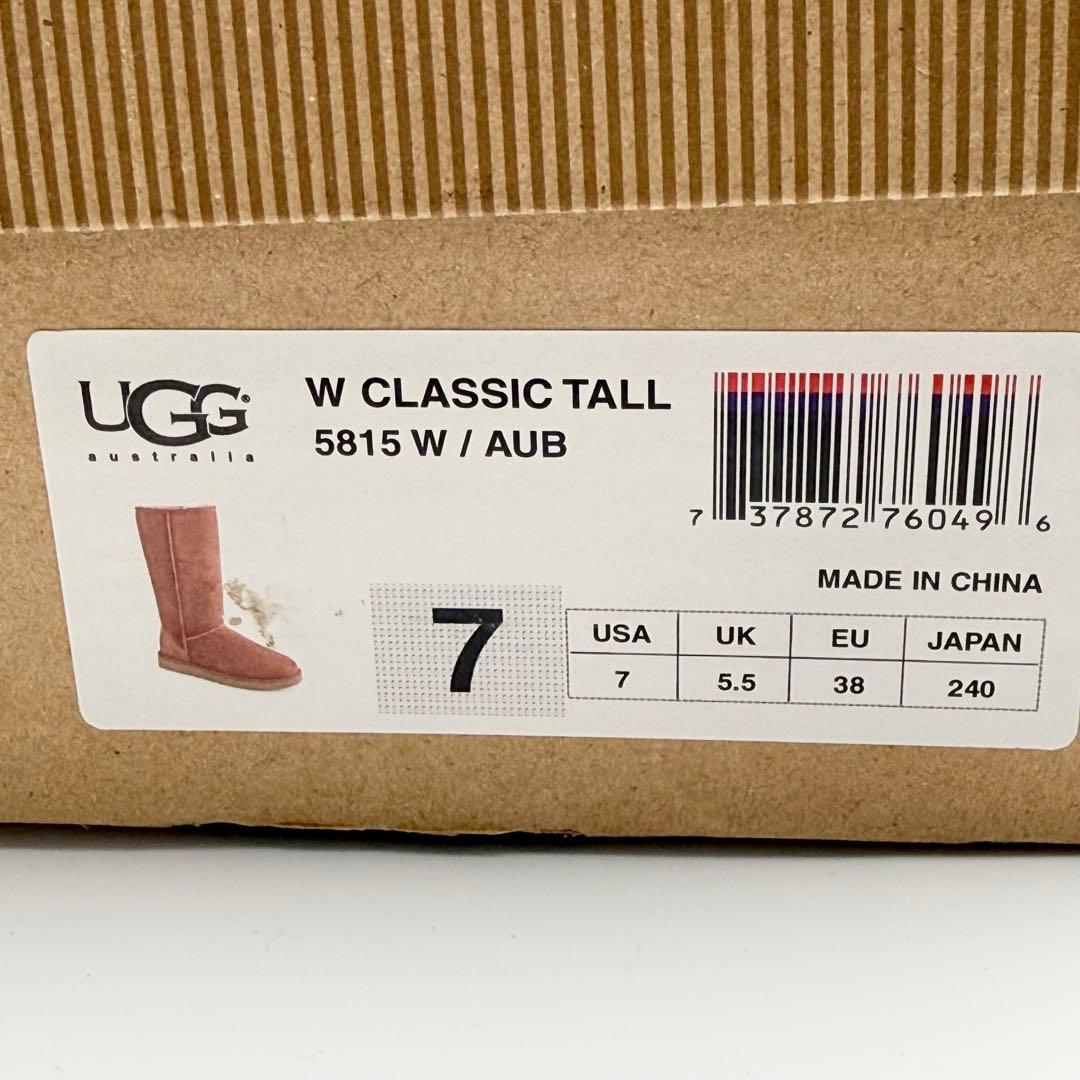 UGG®
australia
W CLASSIC TALL
5815 W / AUB
7 37872 76049 6
MADE IN CHINA
7
USA UK EU JAPAN
7 5.5 38 240